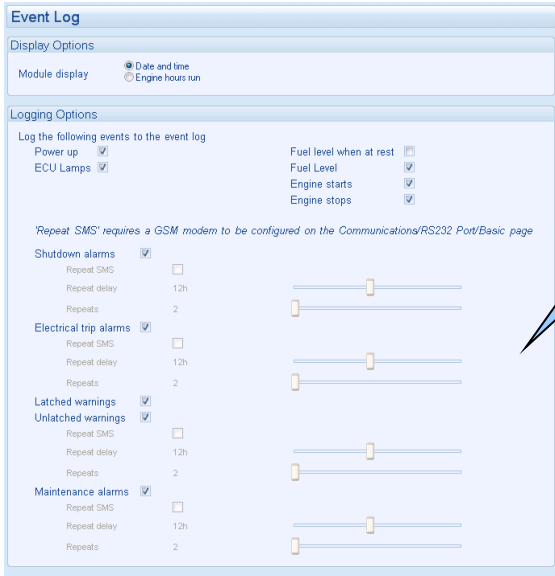 Event Log
Display Options
Module display
Date and time
Engine hours run
Logging Options
Log the following events to the event log
Power up
Fuel level when at rest
ECU Lamps
Fuel Level
Engine starts
Engine stops
'Repeat SMS' requires a GSM modem to be configured on the Communications/RS232 Port/Basic page
Shutdown alarms
Repeat SMS
Repeat delay 12h
Repeats 2
Electrical trip alarms
Repeat SMS
Repeat delay 12h
Repeats 2
Latched warnings
Unlatched warnings
Repeat SMS
Repeat delay 12h
Repeats 2
Maintenance alarms
Repeat SMS
Repeat delay 12h
Repeats 2